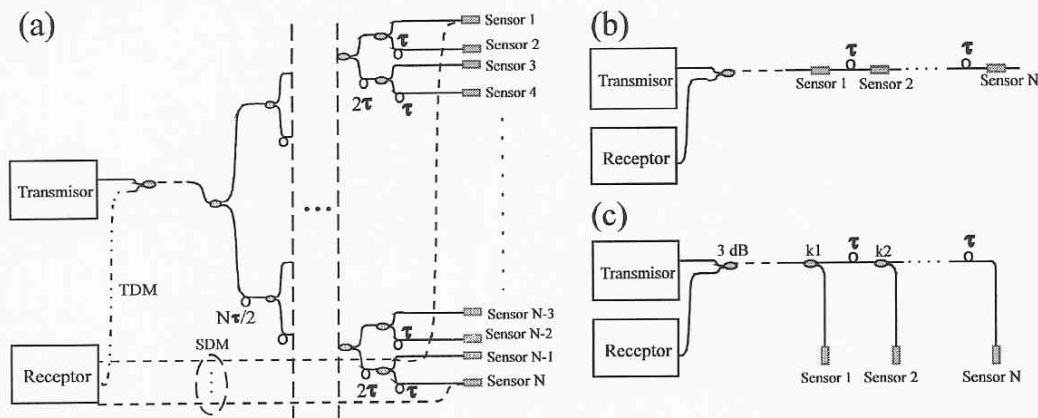 (a)
Sensor 1
τ
Sensor 2
Sensor 3
2τ
τ
Sensor 4
Transmisor
TDM
Nτ/2
SDM
Receptor
Sensor N-3
τ
Sensor N-2
Sensor N-1
2τ
τ
Sensor N
(b)
Transmisor
τ
τ
Sensor 1
Sensor 2
Sensor N
Receptor
(c)
Transmisor
3 dB
k1
τ
k2
τ
Receptor
Sensor 1
Sensor 2
Sensor N